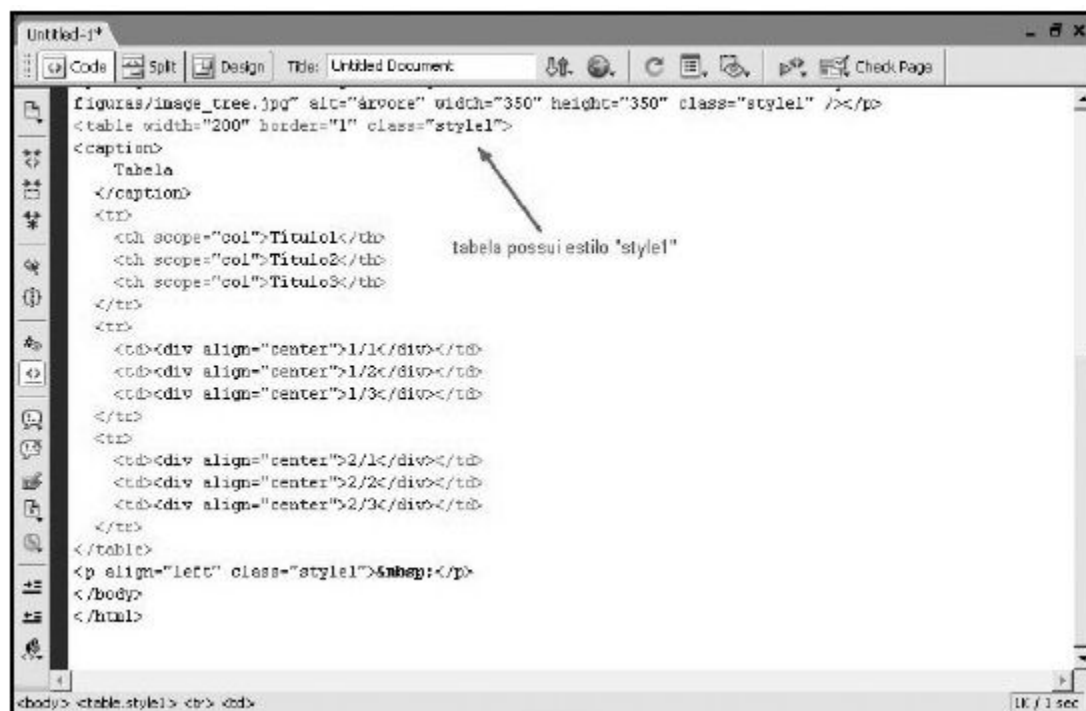 Untitled-1*
Code Split Design Title: Untitled Document Check Page
figuras/image_tree.jpg" alt="árvore" width="350" height="350" class="style1" /></p>
<table width="200" border="1" class="style1">
<caption>
Tabela
</caption>
<tr>
<th scope="col">Título1</th>
<th scope="col">Título2</th>
<th scope="col">Título3</th>
</tr>
<tr>
<td><div align="center">1/1</div></td>
<td><div align="center">1/2</div></td>
<td><div align="center">1/3</div></td>
</tr>
<tr>
<td><div align="center">2/1</div></td>
<td><div align="center">2/2</div></td>
<td><div align="center">2/3</div></td>
</tr>
</table>
<p align="left" class="style1">&nbsp;</p>
</body>
</html>
tabela possui estilo "style1"
<body> <table.style1> <tr> <td>
1K / 1 sec